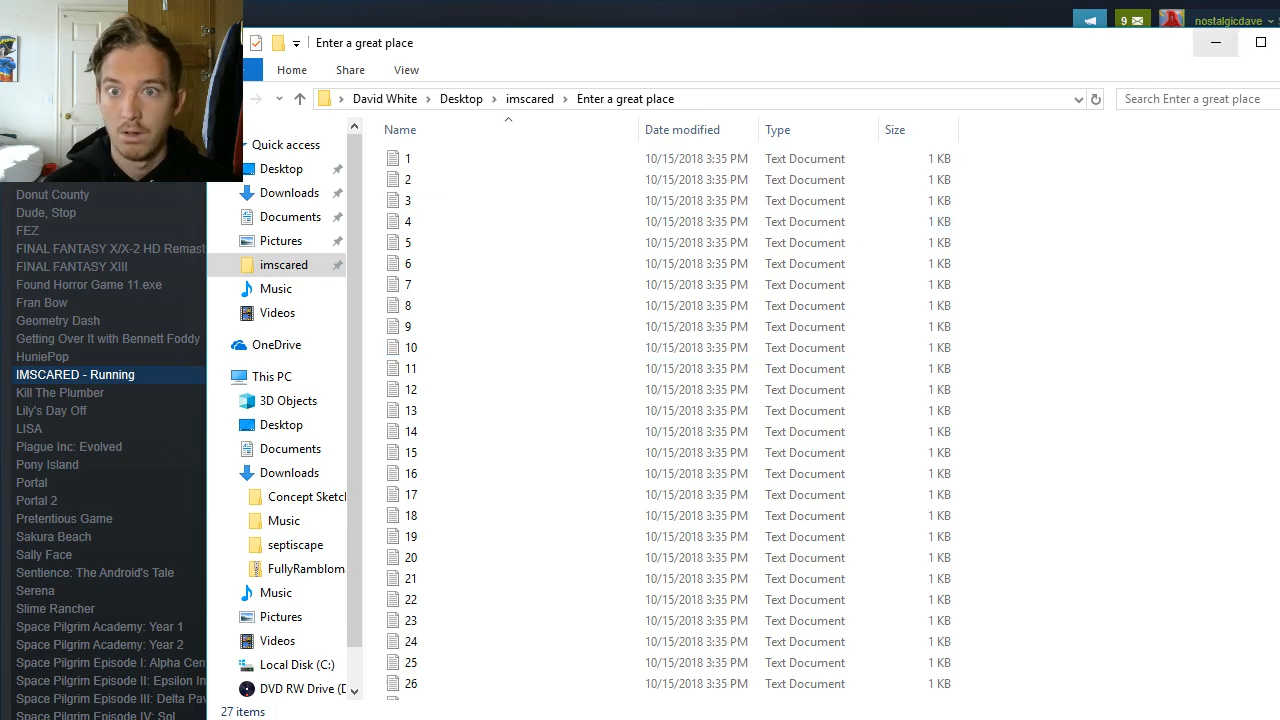 9
nostalgicdave
Enter a great place
Home
Share
View
David White
Desktop
imscared
Enter a great place
Search Enter a great place
Name
Date modified
Type
Size
Quick access
Desktop
Downloads
Documents
Pictures
imscared
Music
Videos
OneDrive
This PC
3D Objects
Desktop
Documents
Downloads
Concept Sketch
Music
septiscape
FullyRamblom
Music
Pictures
Videos
Local Disk (C:)
DVD RW Drive (D
1 10/15/2018 3:35 PM Text Document 1 KB
2 10/15/2018 3:35 PM Text Document 1 KB
3 10/15/2018 3:35 PM Text Document 1 KB
4 10/15/2018 3:35 PM Text Document 1 KB
5 10/15/2018 3:35 PM Text Document 1 KB
6 10/15/2018 3:35 PM Text Document 1 KB
7 10/15/2018 3:35 PM Text Document 1 KB
8 10/15/2018 3:35 PM Text Document 1 KB
9 10/15/2018 3:35 PM Text Document 1 KB
10 10/15/2018 3:35 PM Text Document 1 KB
11 10/15/2018 3:35 PM Text Document 1 KB
12 10/15/2018 3:35 PM Text Document 1 KB
13 10/15/2018 3:35 PM Text Document 1 KB
14 10/15/2018 3:35 PM Text Document 1 KB
15 10/15/2018 3:35 PM Text Document 1 KB
16 10/15/2018 3:35 PM Text Document 1 KB
17 10/15/2018 3:35 PM Text Document 1 KB
18 10/15/2018 3:35 PM Text Document 1 KB
19 10/15/2018 3:35 PM Text Document 1 KB
20 10/15/2018 3:35 PM Text Document 1 KB
21 10/15/2018 3:35 PM Text Document 1 KB
22 10/15/2018 3:35 PM Text Document 1 KB
23 10/15/2018 3:35 PM Text Document 1 KB
24 10/15/2018 3:35 PM Text Document 1 KB
25 10/15/2018 3:35 PM Text Document 1 KB
26 10/15/2018 3:35 PM Text Document 1 KB
27 items
Donut County
Dude, Stop
FEZ
FINAL FANTASY X/X-2 HD Remast
FINAL FANTASY XIII
Found Horror Game 11.exe
Fran Bow
Geometry Dash
Getting Over It with Bennett Foddy
HuniePop
IMSCARED - Running
Kill The Plumber
Lily's Day Off
LISA
Plague Inc: Evolved
Pony Island
Portal
Portal 2
Pretentious Game
Sakura Beach
Sally Face
Sentience: The Android's Tale
Serena
Slime Rancher
Space Pilgrim Academy: Year 1
Space Pilgrim Academy: Year 2
Space Pilgrim Episode I: Alpha Cen
Space Pilgrim Episode II: Epsilon In
Space Pilgrim Episode III: Delta Pav
Space Pilgrim Episode IV: Sol